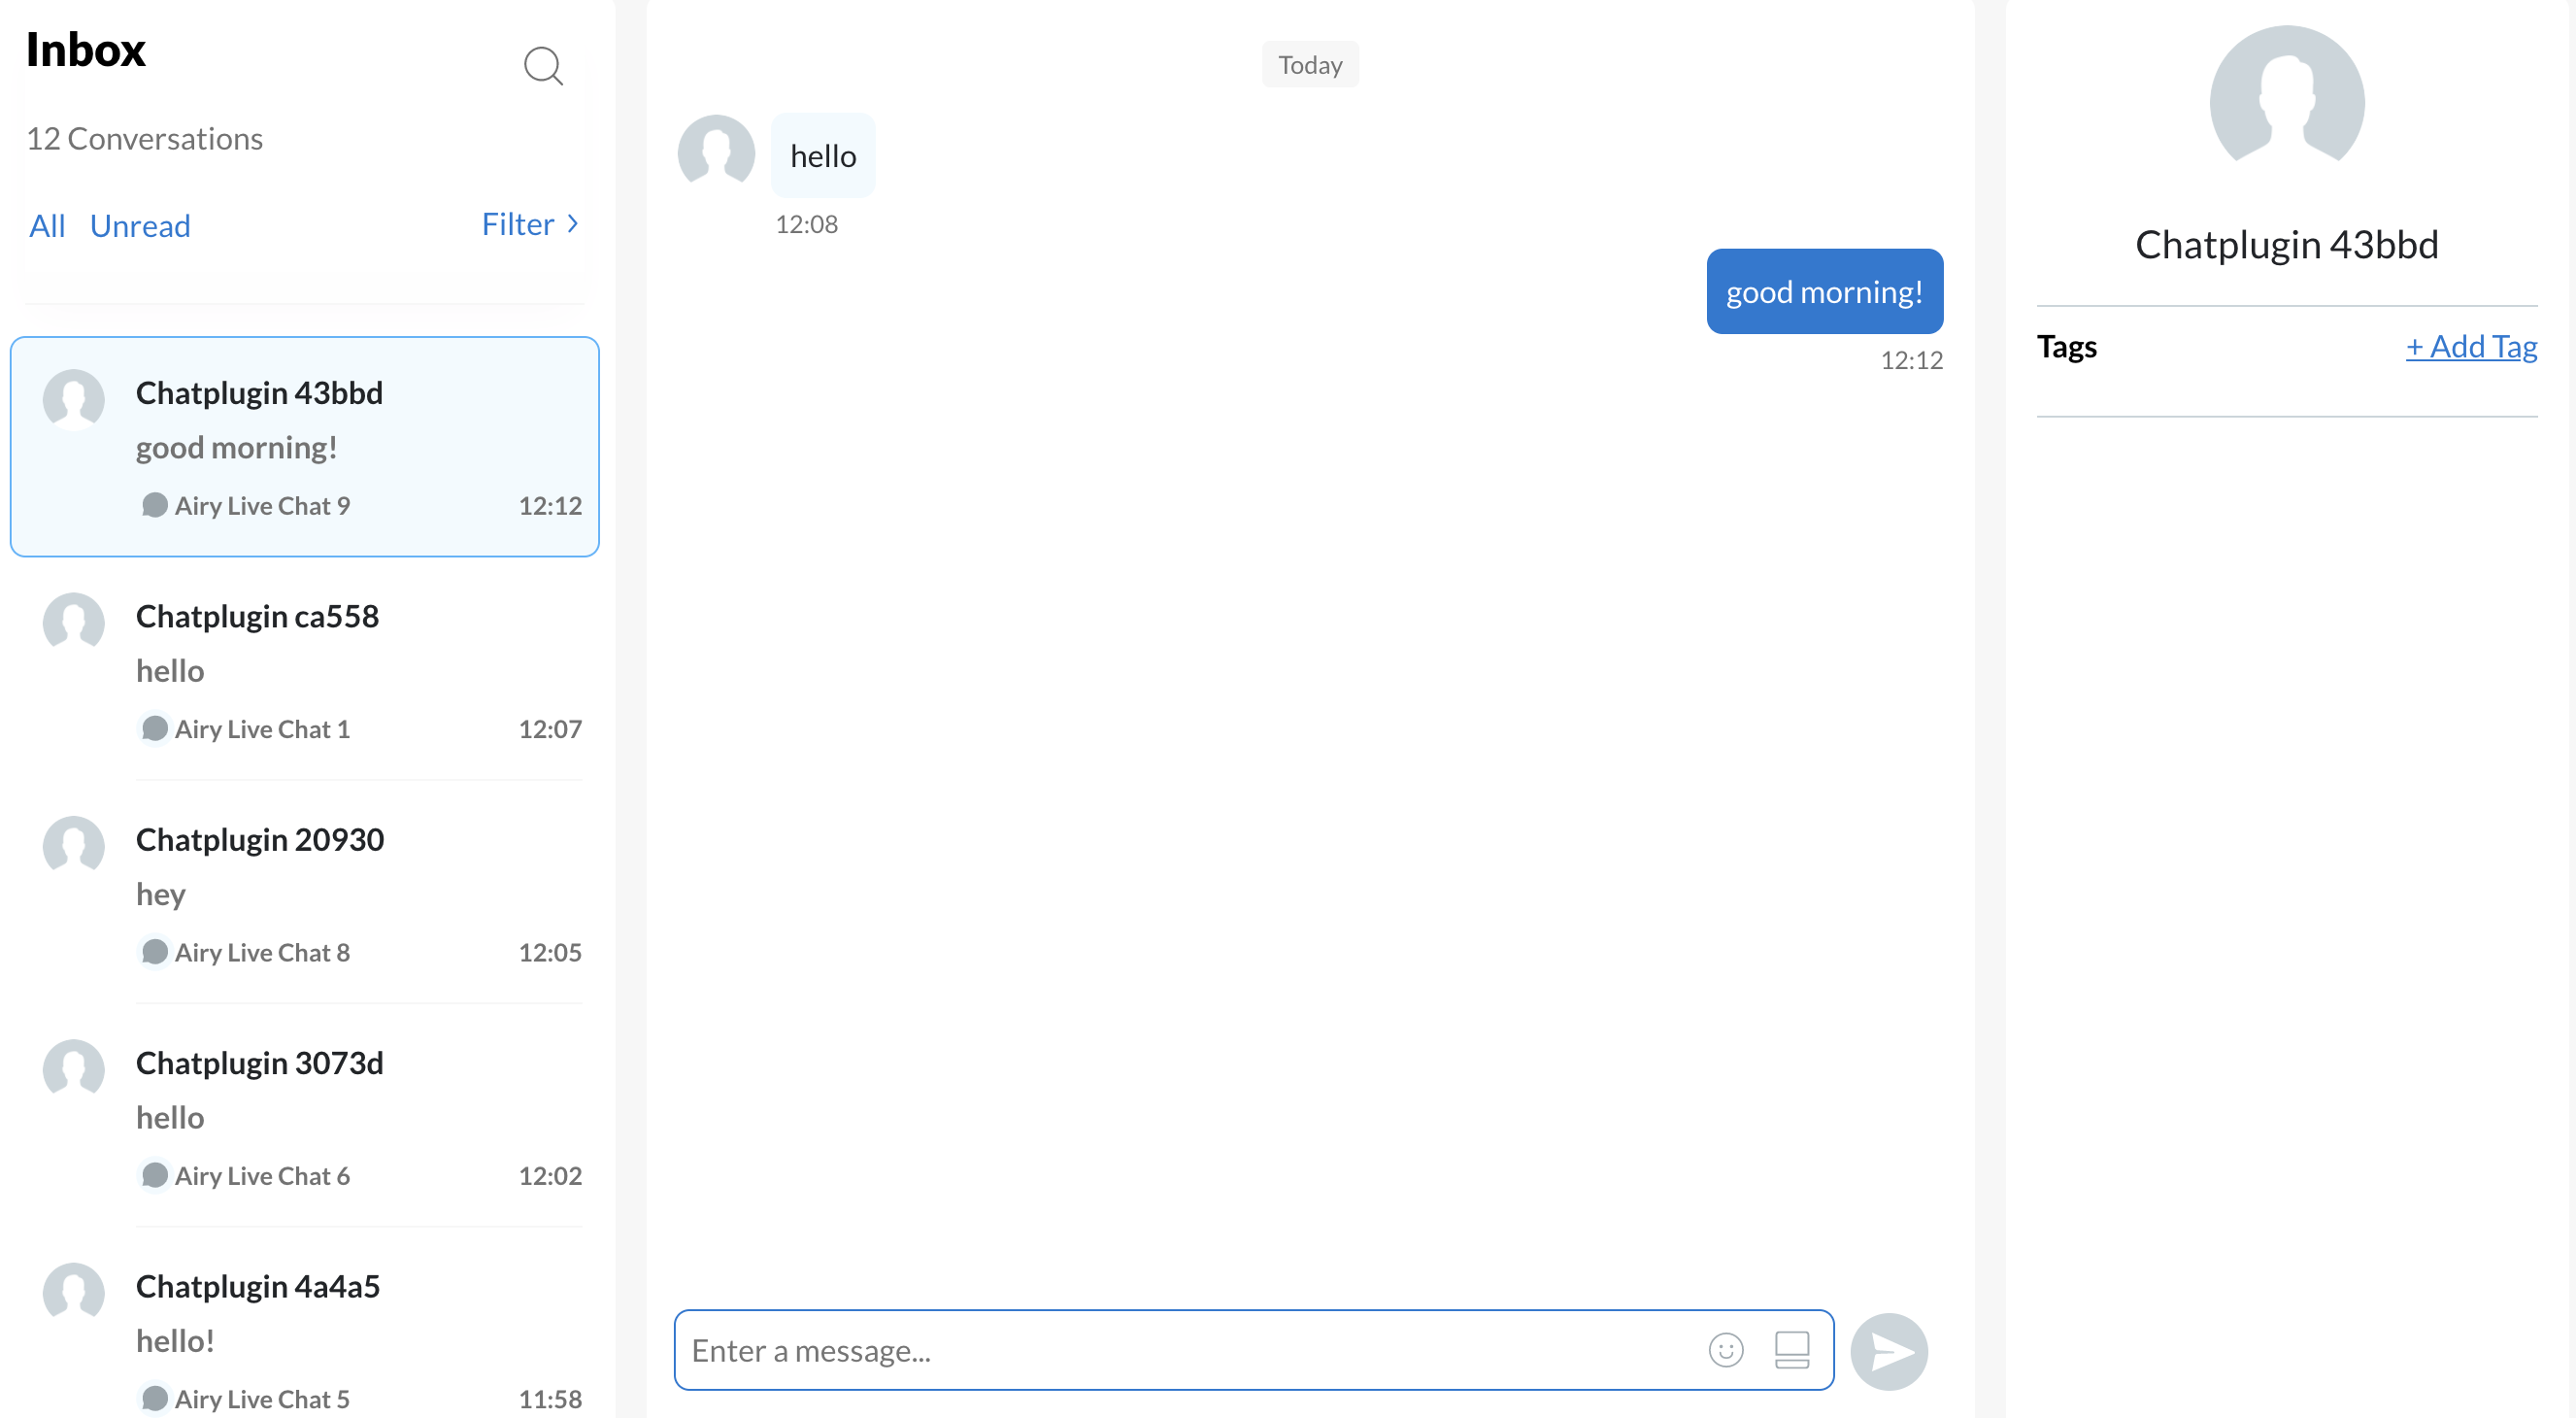 Inbox
12 Conversations
All Unread Filter
Chatplugin 43bbd
good morning!
Airy Live Chat 9 12:12
Chatplugin ca558
hello
Airy Live Chat 1 12:07
Chatplugin 20930
hey
Airy Live Chat 8 12:05
Chatplugin 3073d
hello
Airy Live Chat 6 12:02
Chatplugin 4a4a5
hello!
Airy Live Chat 5 11:58
Today
hello
12:08
good morning!
12:12
Enter a message...
Chatplugin 43bbd
Tags + Add Tag